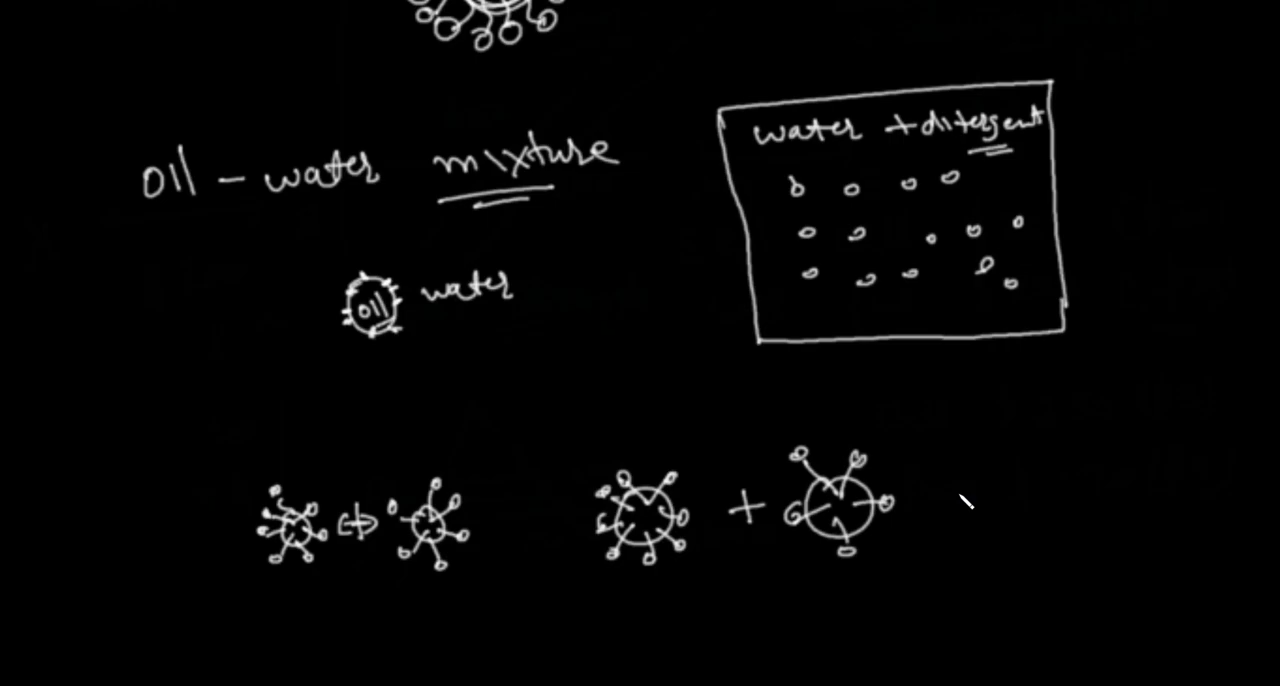 oil - water mixture
water + ditergent
oil water
+